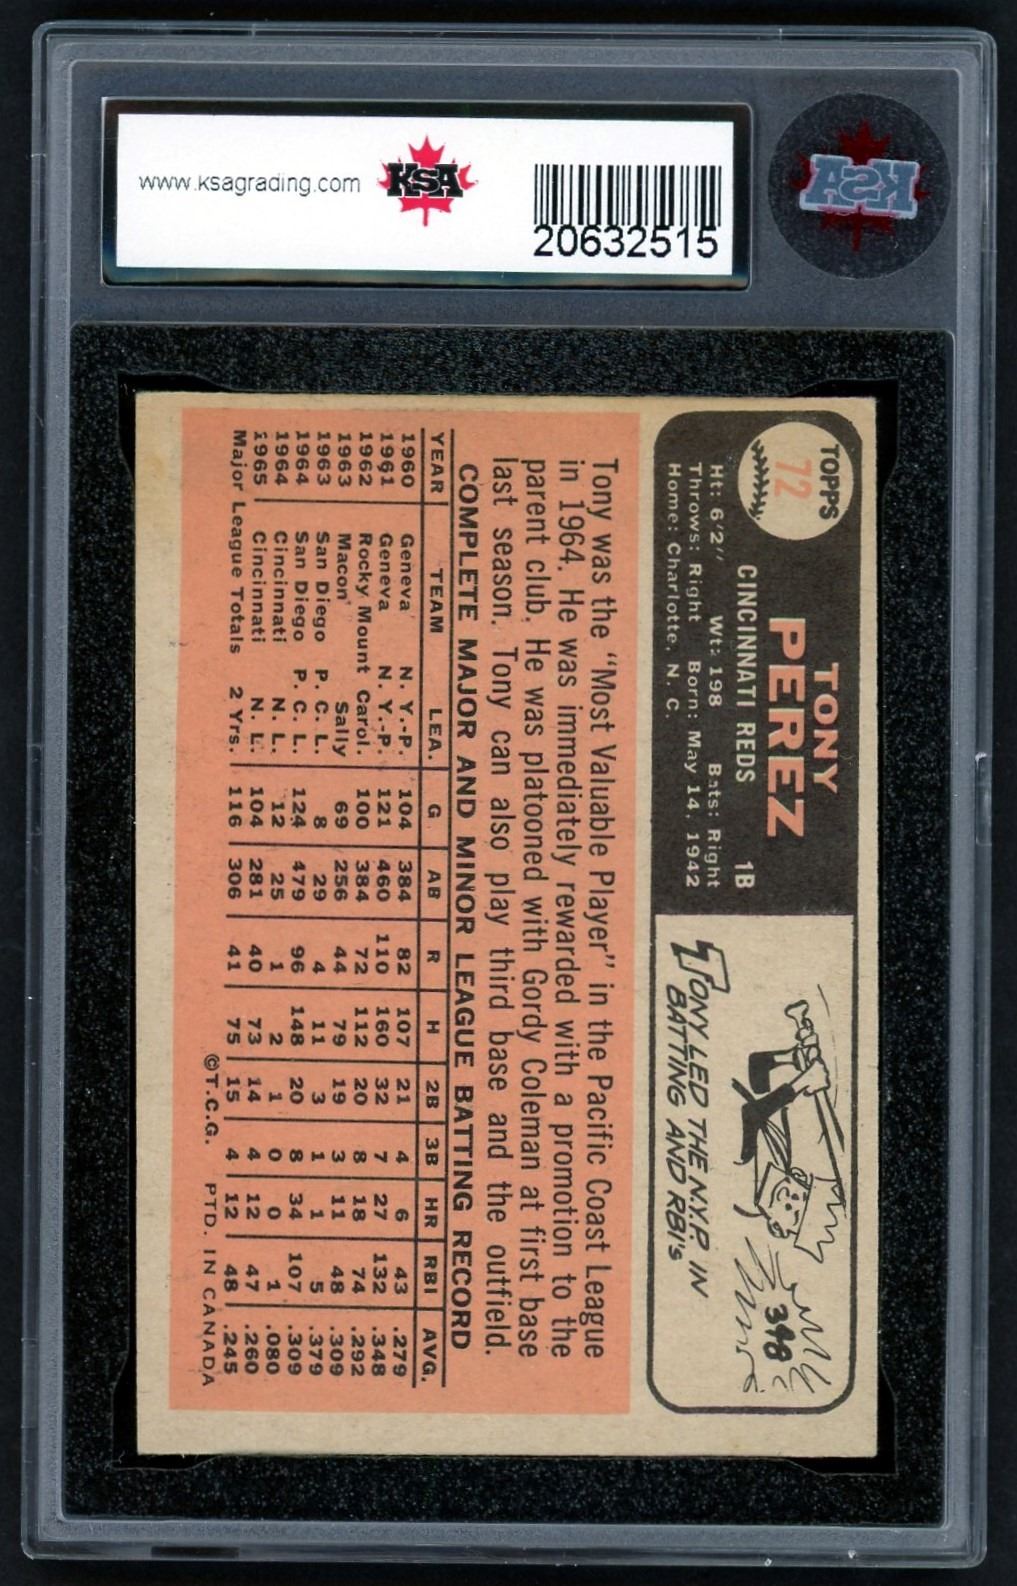 www.ksagrading.com
KSA
20632515
KSA
TOPPS
72
TONY
PEREZ
CINCINNATI REDS 1B
Ht: 6'2" Wt: 198 Bats: Right
Throws: Right Born: May 14, 1942
Home: Charlotte, N. C.
TONY LED THE N.Y.P. IN
BATTING AND RBI's
398
Tony was the "Most Valuable Player" in the Pacific Coast League
in 1964. He was immediately rewarded with a promotion to the
parent club. He was platooned with Gordy Coleman at first base
last season. Tony can also play third base and the outfield.
COMPLETE MAJOR AND MINOR LEAGUE BATTING RECORD
YEAR TEAM LEA. G AB R H 2B 3B HR RBI AVG.
1960 Geneva N. Y.-P. 104 384 82 107 21 4 6 43 .279
1961 Geneva N. Y.-P. 121 460 110 160 32 7 27 132 .348
1962 Rocky Mount Carol. 100 384 72 112 20 8 18 74 .292
1963 Macon Sally 69 256 44 79 19 3 11 48 .309
1963 San Diego P. C. L. 8 29 4 11 3 1 1 5 .379
1964 San Diego P. C. L. 124 479 96 148 20 8 34 107 .309
1964 Cincinnati N. L. 12 25 1 2 1 0 0 1 .080
1965 Cincinnati N. L. 104 281 40 73 14 4 12 47 .260
Major League Totals 2 Yrs. 116 306 41 75 15 4 12 48 .245
©T.C.G. PTD. IN CANADA